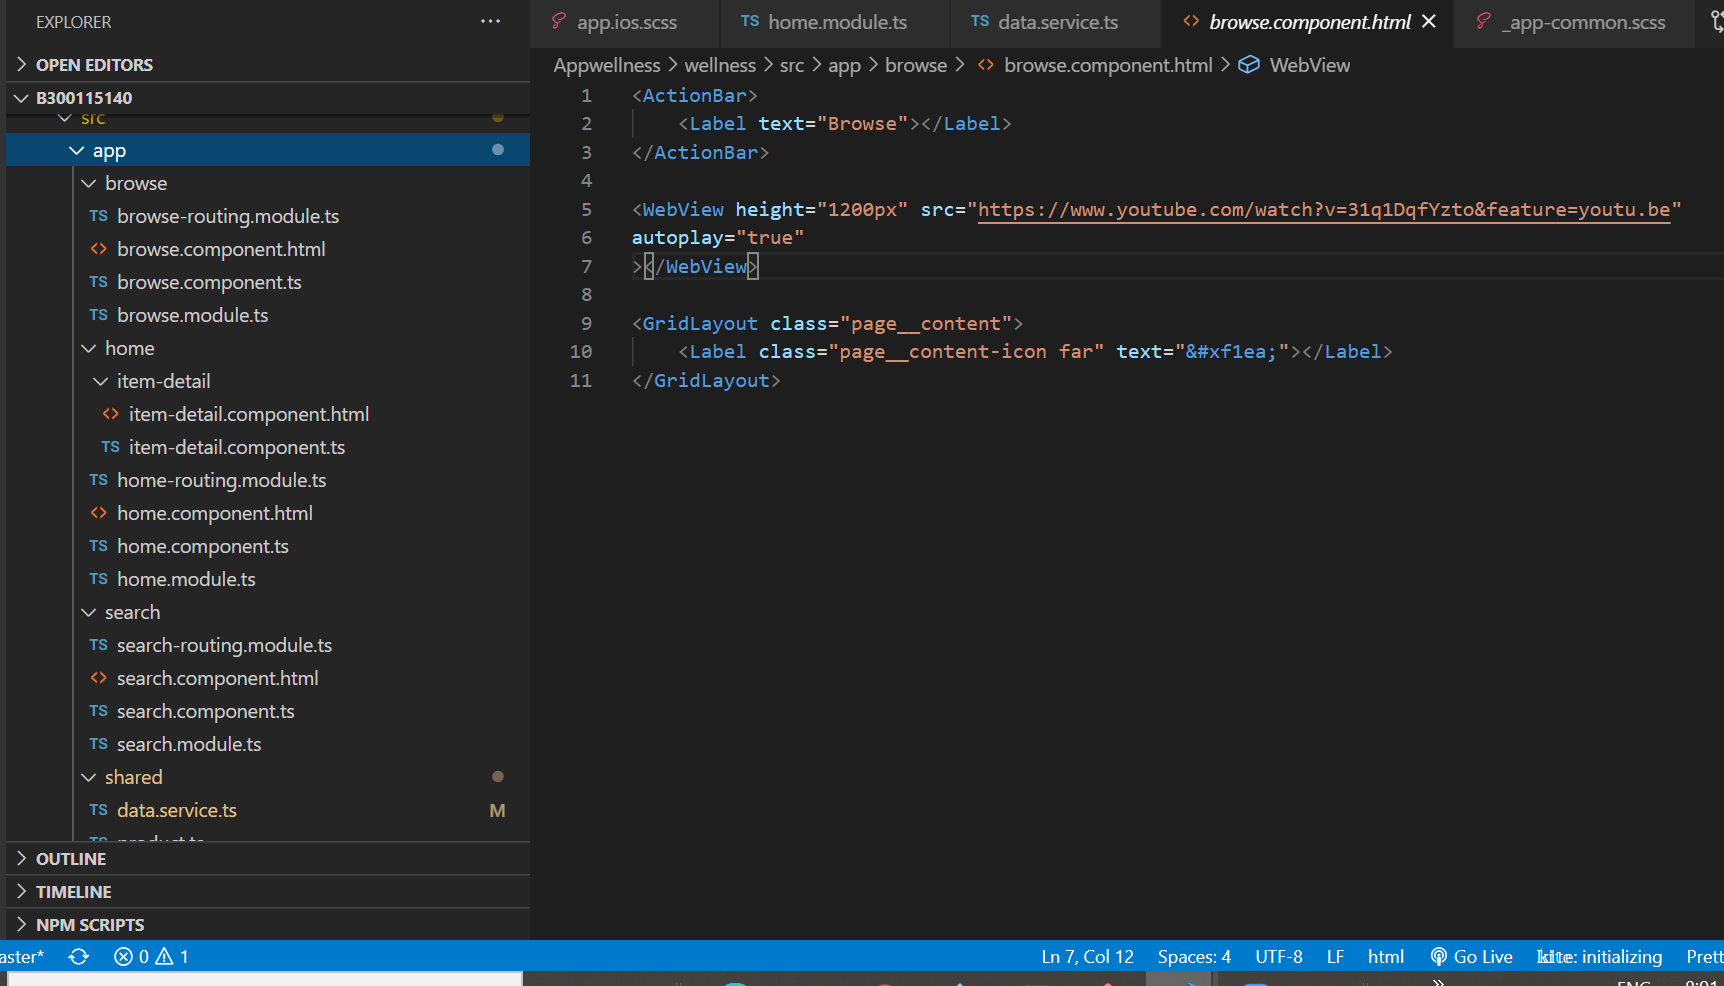 EXPLORER
OPEN EDITORS
B300115140
src
app
browse
TS browse-routing.module.ts
<> browse.component.html
TS browse.component.ts
TS browse.module.ts
home
item-detail
<> item-detail.component.html
TS item-detail.component.ts
TS home-routing.module.ts
<> home.component.html
TS home.component.ts
TS home.module.ts
search
TS search-routing.module.ts
<> search.component.html
TS search.component.ts
TS search.module.ts
shared
TS data.service.ts M
OUTLINE
TIMELINE
NPM SCRIPTS
app.ios.scss TS home.module.ts TS data.service.ts <> browse.component.html _app-common.scss
Appwellness > wellness > src > app > browse > <> browse.component.html > WebView
1 <ActionBar>
2 <Label text="Browse"></Label>
3 </ActionBar>
4
5 <WebView height="1200px" src="https://www.youtube.com/watch?v=31q1DqfYzto&feature=youtu.be"
6 autoplay="true"
7 ></WebView>
8
9 <GridLayout class="page__content">
10 <Label class="page__content-icon far" text="&#xf1ea;"></Label>
11 </GridLayout>
aster* 0 1 Ln 7, Col 12 Spaces: 4 UTF-8 LF html Go Live kite: initializing Prett